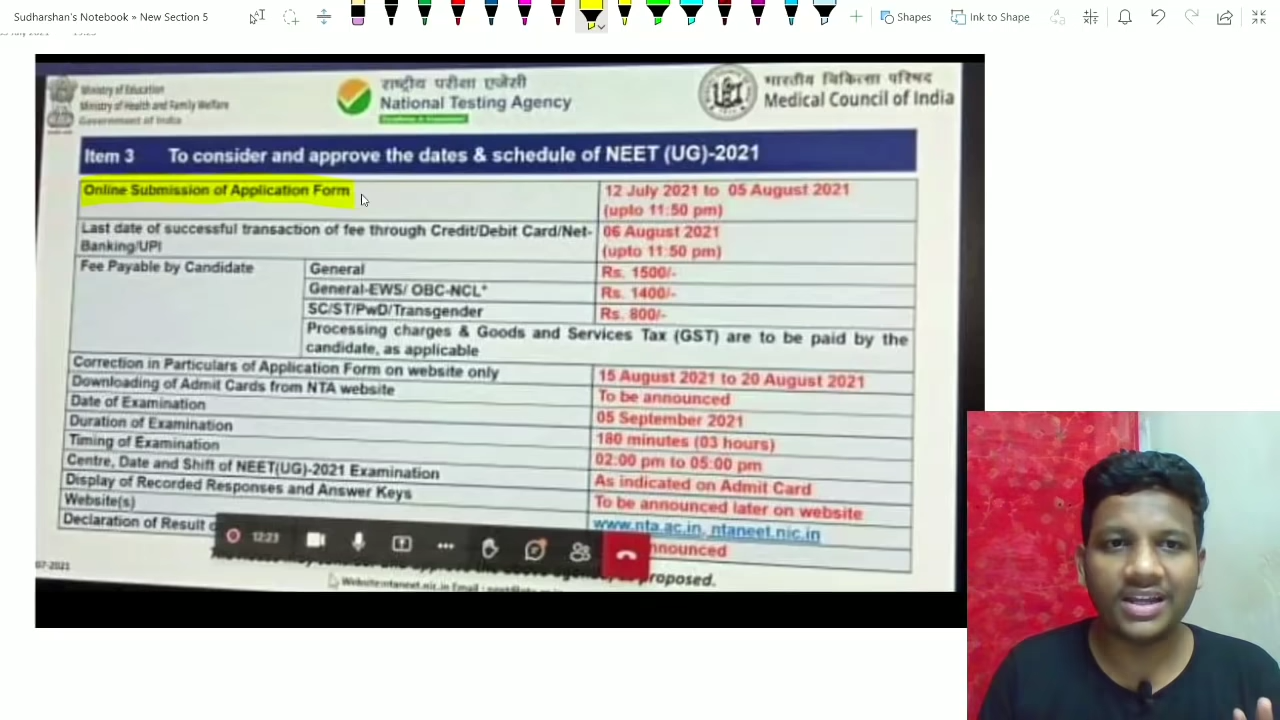 Sudharshan's Notebook » New Section 5
Shapes
Ink to Shape
Ministry of Education
Ministry of Health and Family Welfare
Government of India
राष्ट्रीय परीक्षा एजेंसी
National Testing Agency
भारतीय चिकित्सा परिषद
Medical Council of India
Item 3 To consider and approve the dates & schedule of NEET (UG)-2021
Online Submission of Application Form
12 July 2021 to 05 August 2021
(upto 11:50 pm)
Last date of successful transaction of fee through Credit/Debit Card/Net-
Banking/UPI
06 August 2021
(upto 11:50 pm)
Fee Payable by Candidate
General
Rs. 1500/-
General-EWS/ OBC-NCL*
Rs. 1400/-
SC/ST/PwD/Transgender
Rs. 800/-
Processing charges & Goods and Services Tax (GST) are to be paid by the
candidate, as applicable
Correction in Particulars of Application Form on website only
15 August 2021 to 20 August 2021
Downloading of Admit Cards from NTA website
To be announced
Date of Examination
05 September 2021
Duration of Examination
180 minutes (03 hours)
Timing of Examination
02:00 pm to 05:00 pm
Centre, Date and Shift of NEET(UG)-2021 Examination
As indicated on Admit Card
Display of Recorded Responses and Answer Keys
To be announced later on website
Website(s)
www.nta.ac.in, ntaneet.nic.in
Declaration of Result
nnounced
12:23
07-2021
roposed.
Website:ntaneet.nic.in Email :